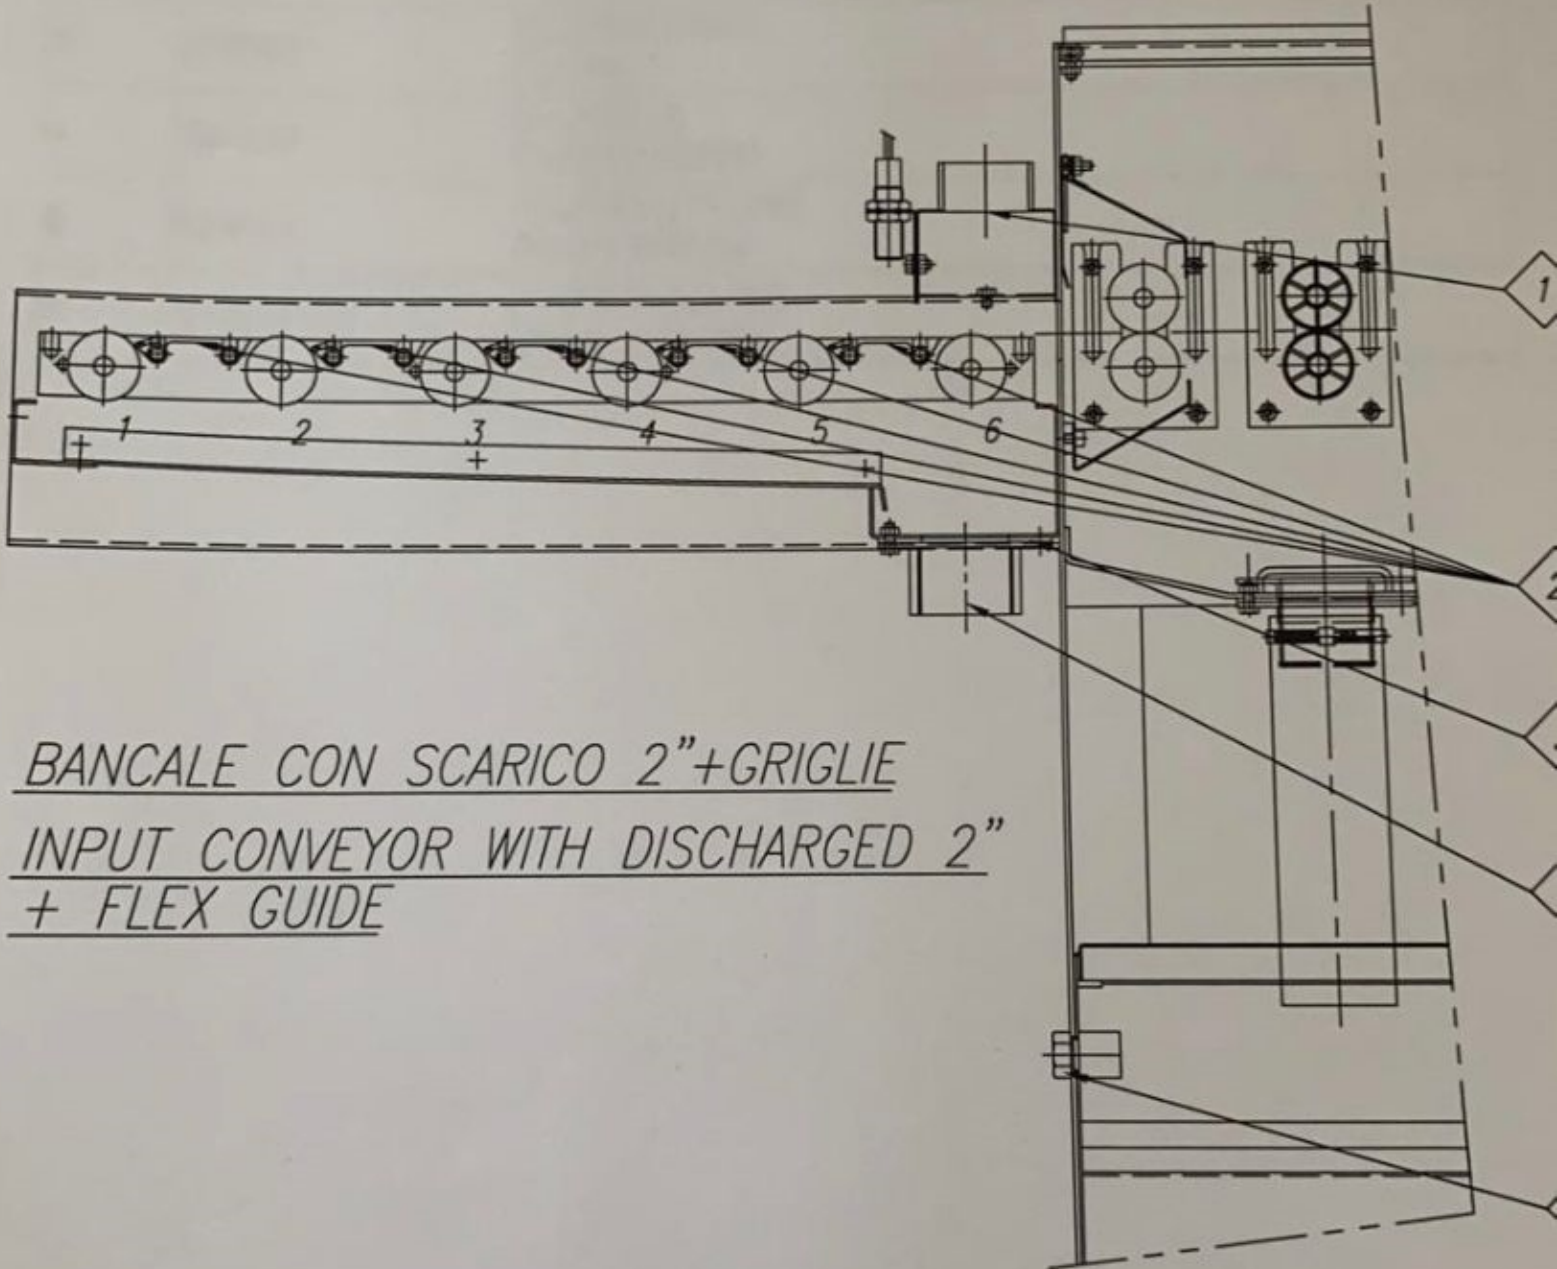 1
1 2 3 4 5 6
2
BANCALE CON SCARICO 2"+GRIGLIE
INPUT CONVEYOR WITH DISCHARGED 2"
+ FLEX GUIDE